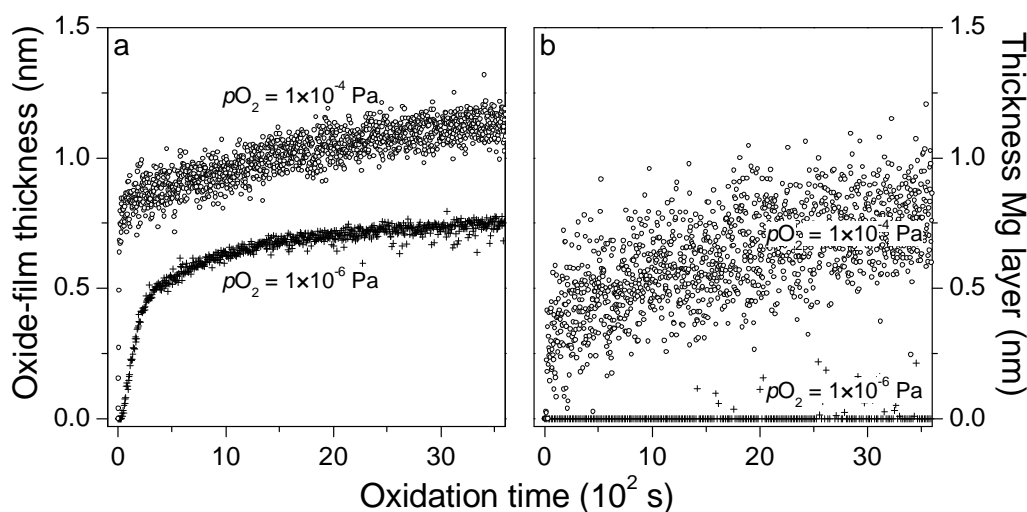 a
b
pO₂ = 1×10⁻⁴ Pa
pO₂ = 1×10⁻⁶ Pa
pO₂ = 1×10⁻⁴ Pa
pO₂ = 1×10⁻⁶ Pa
Oxide-film thickness (nm)
1.5
1.0
0.5
0.0
0 10 20 30
0 10 20 30
1.5
1.0
0.5
0.0
Thickness Mg layer (nm)
Oxidation time (10² s)